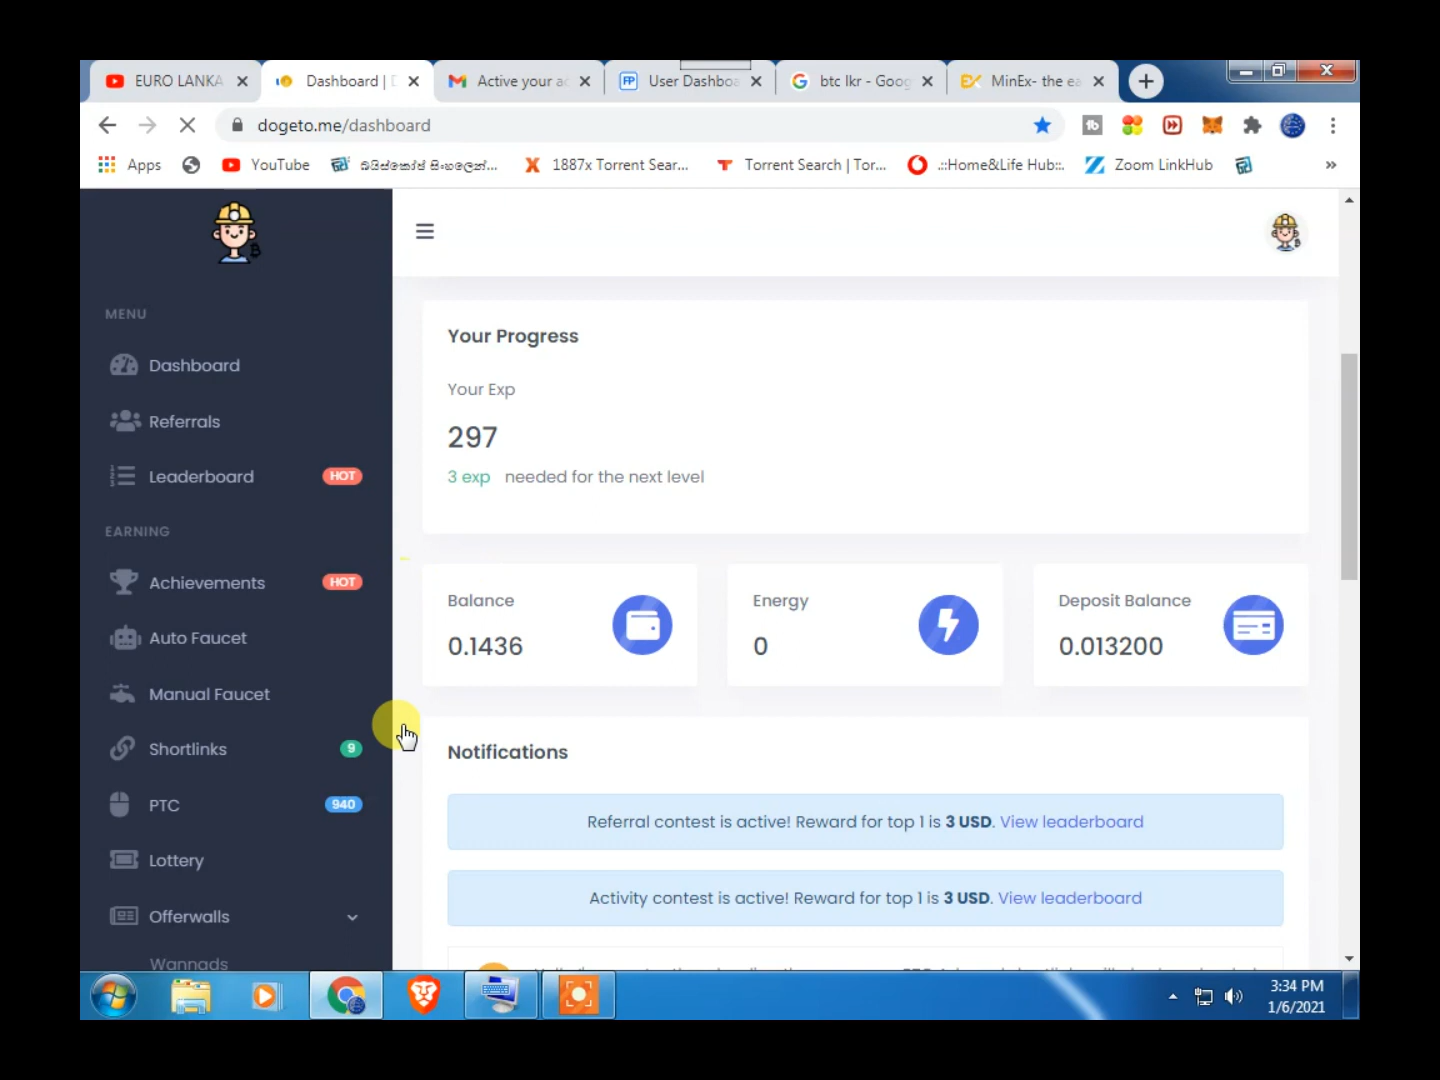 EURO LANKA
Dashboard | D
Active your ac
FP
User Dashboa
btc lkr - Goog
MinEx- the ea
dogeto.me/dashboard
Apps
YouTube
1887x Torrent Sear...
Torrent Search | Tor...
.::Home&Life Hub::.
Zoom LinkHub
MENU
Dashboard
Referrals
Leaderboard
HOT
EARNING
Achievements
HOT
Auto Faucet
Manual Faucet
Shortlinks
9
PTC
940
Lottery
Offerwalls
Wannads
Your Progress
Your Exp
297
3 exp needed for the next level
Balance
0.1436
Energy
0
Deposit Balance
0.013200
Notifications
Referral contest is active! Reward for top 1 is 3 USD. View leaderboard
Activity contest is active! Reward for top 1 is 3 USD. View leaderboard
3:34 PM
1/6/2021